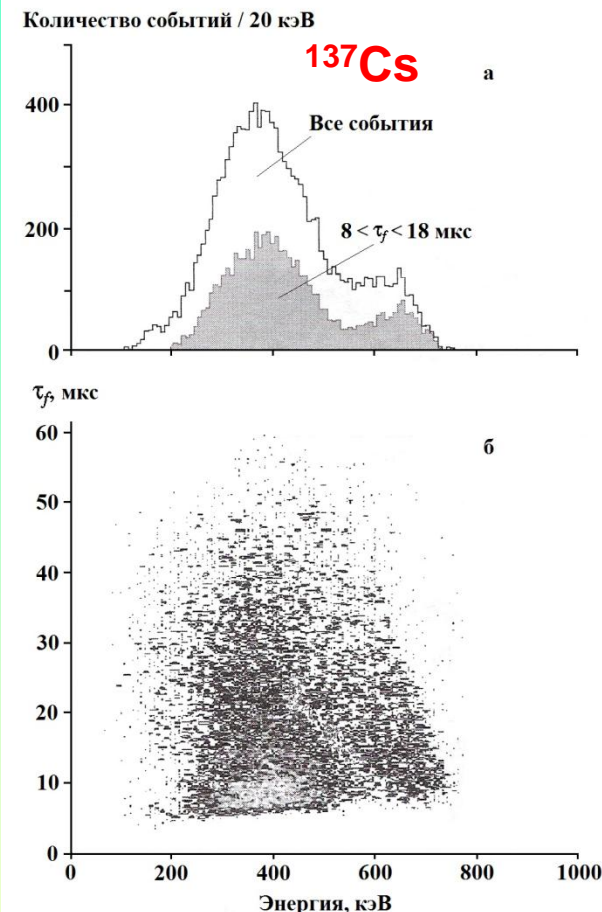 Количество событий / 20 кэВ
¹³⁷Cs
а
400
Все события
200
8 < τf < 18 мкс
0
τf, мкс
60
б
50
40
30
20
10
0
0 200 400 600 800 1000
Энергия, кэВ